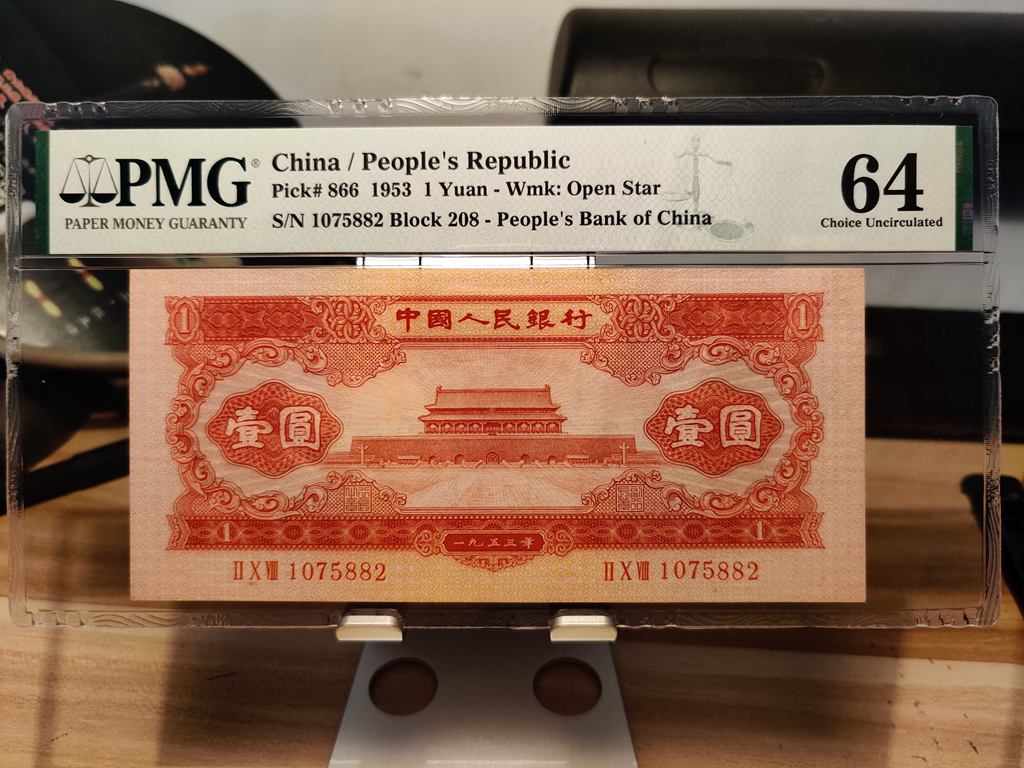 PMG®
PAPER MONEY GUARANTY
China / People's Republic
Pick# 866 1953 1 Yuan - Wmk: Open Star
S/N 1075882 Block 208 - People's Bank of China
64
Choice Uncirculated
1 中國人民銀行 1
壹圓 壹圓
1 一九五三年 1
ⅡⅩⅧ 1075882 ⅡⅩⅧ 1075882